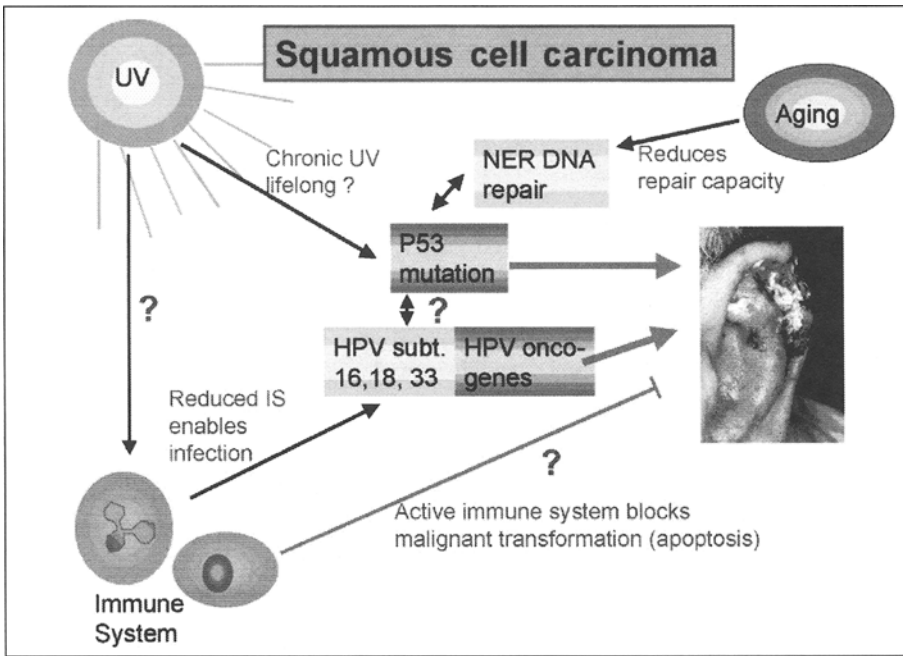 Squamous cell carcinoma
UV
Aging
Chronic UV
lifelong ?
NER DNA
repair
Reduces
repair capacity
P53
mutation
?
?
HPV subt.
16,18, 33
HPV onco-
genes
Reduced IS
enables
infection
?
Active immune system blocks
malignant transformation (apoptosis)
Immune
System